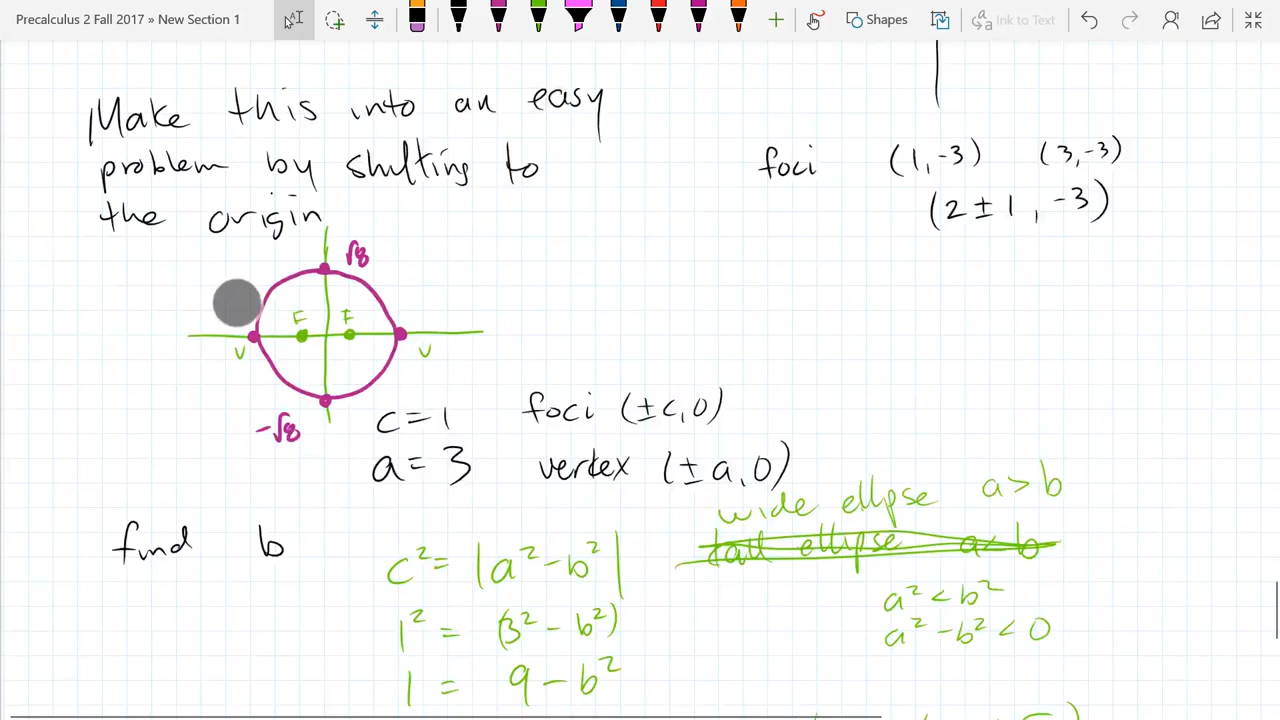 Precalculus 2 Fall 2017 » New Section 1
Shapes
Ink to Text
Make this into an easy
problem by shifting to
the origin
foci (1,-3) (3,-3)
(2 ± 1, -3)
√8
F F
V V
-√8
c = 1 foci (±c, 0)
a = 3 vertex (±a, 0)
wide ellipse a > b
tall ellipse a < b
find b
c² = |a² - b²|
a² < b²
1² = (3² - b²)
a² - b² < 0
1 = 9 - b²